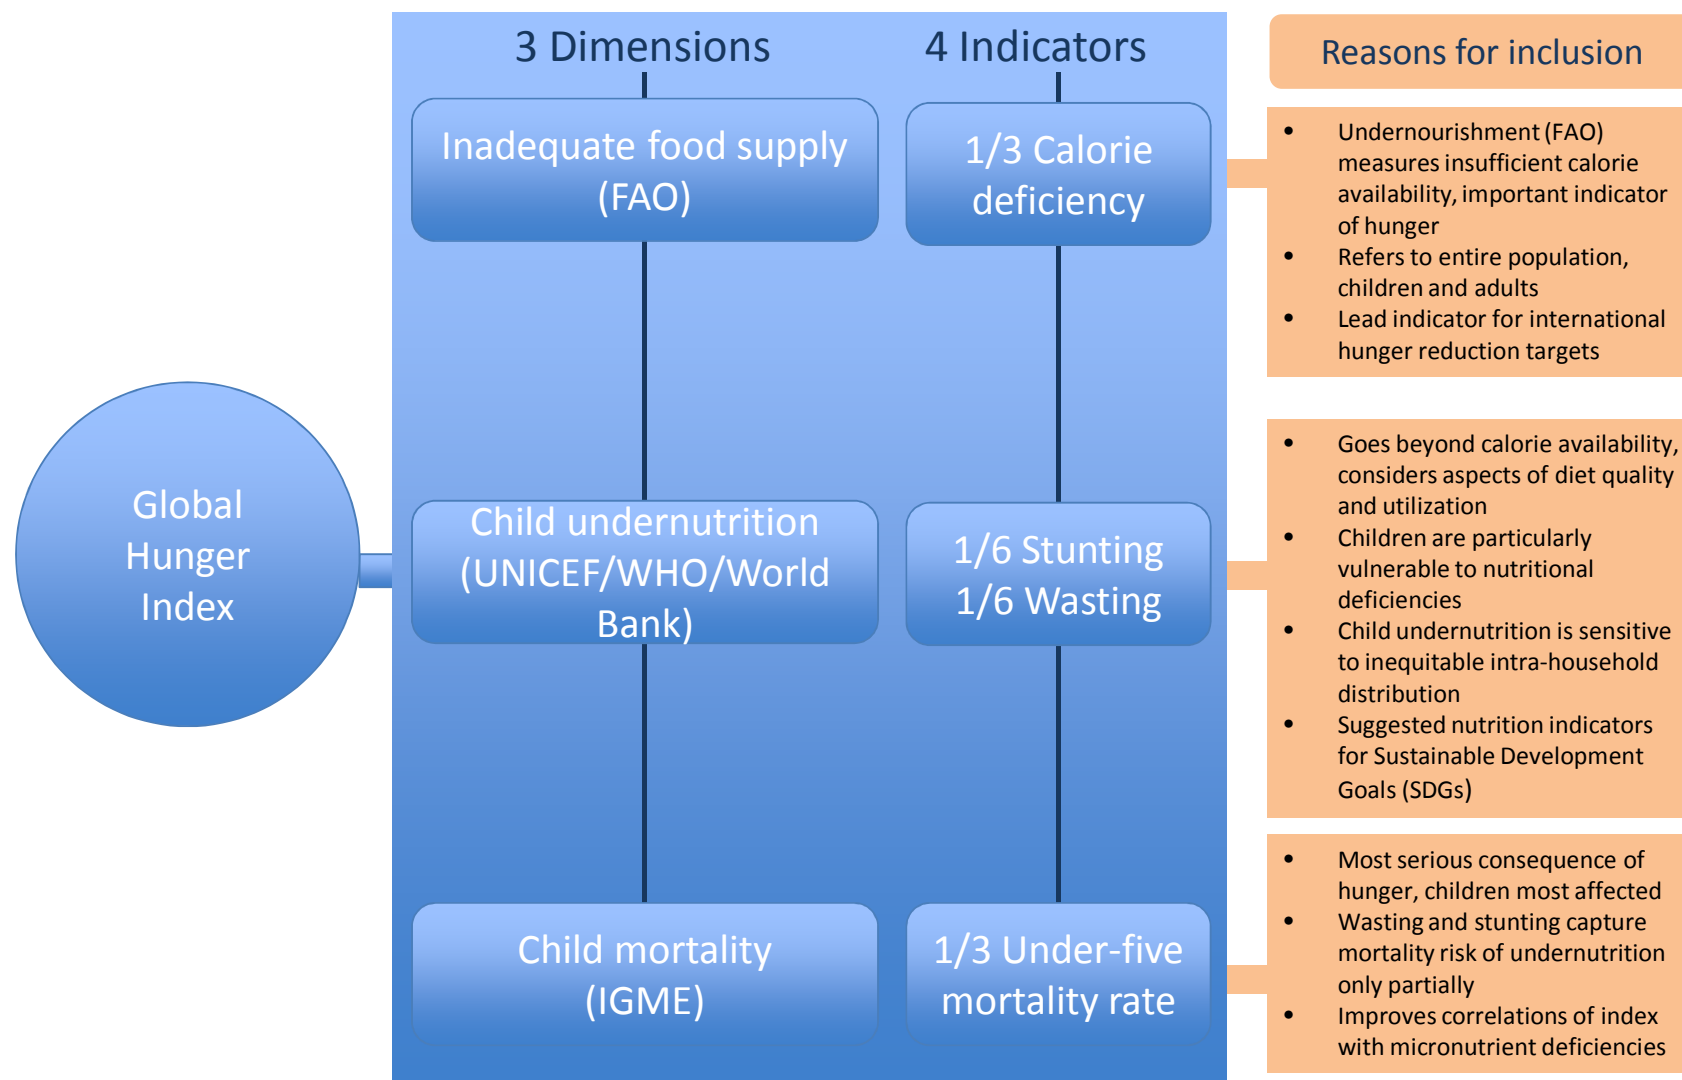 3 Dimensions
4 Indicators
Reasons for inclusion
Global
Hunger
Index
Inadequate food supply
(FAO)
1/3 Calorie
deficiency
• Undernourishment (FAO)
measures insufficient calorie
availability, important indicator
of hunger
• Refers to entire population,
children and adults
• Lead indicator for international
hunger reduction targets
Child undernutrition
(UNICEF/WHO/World
Bank)
1/6 Stunting
1/6 Wasting
• Goes beyond calorie availability,
considers aspects of diet quality
and utilization
• Children are particularly
vulnerable to nutritional
deficiencies
• Child undernutrition is sensitive
to inequitable intra-household
distribution
• Suggested nutrition indicators
for Sustainable Development
Goals (SDGs)
Child mortality
(IGME)
1/3 Under-five
mortality rate
• Most serious consequence of
hunger, children most affected
• Wasting and stunting capture
mortality risk of undernutrition
only partially
• Improves correlations of index
with micronutrient deficiencies